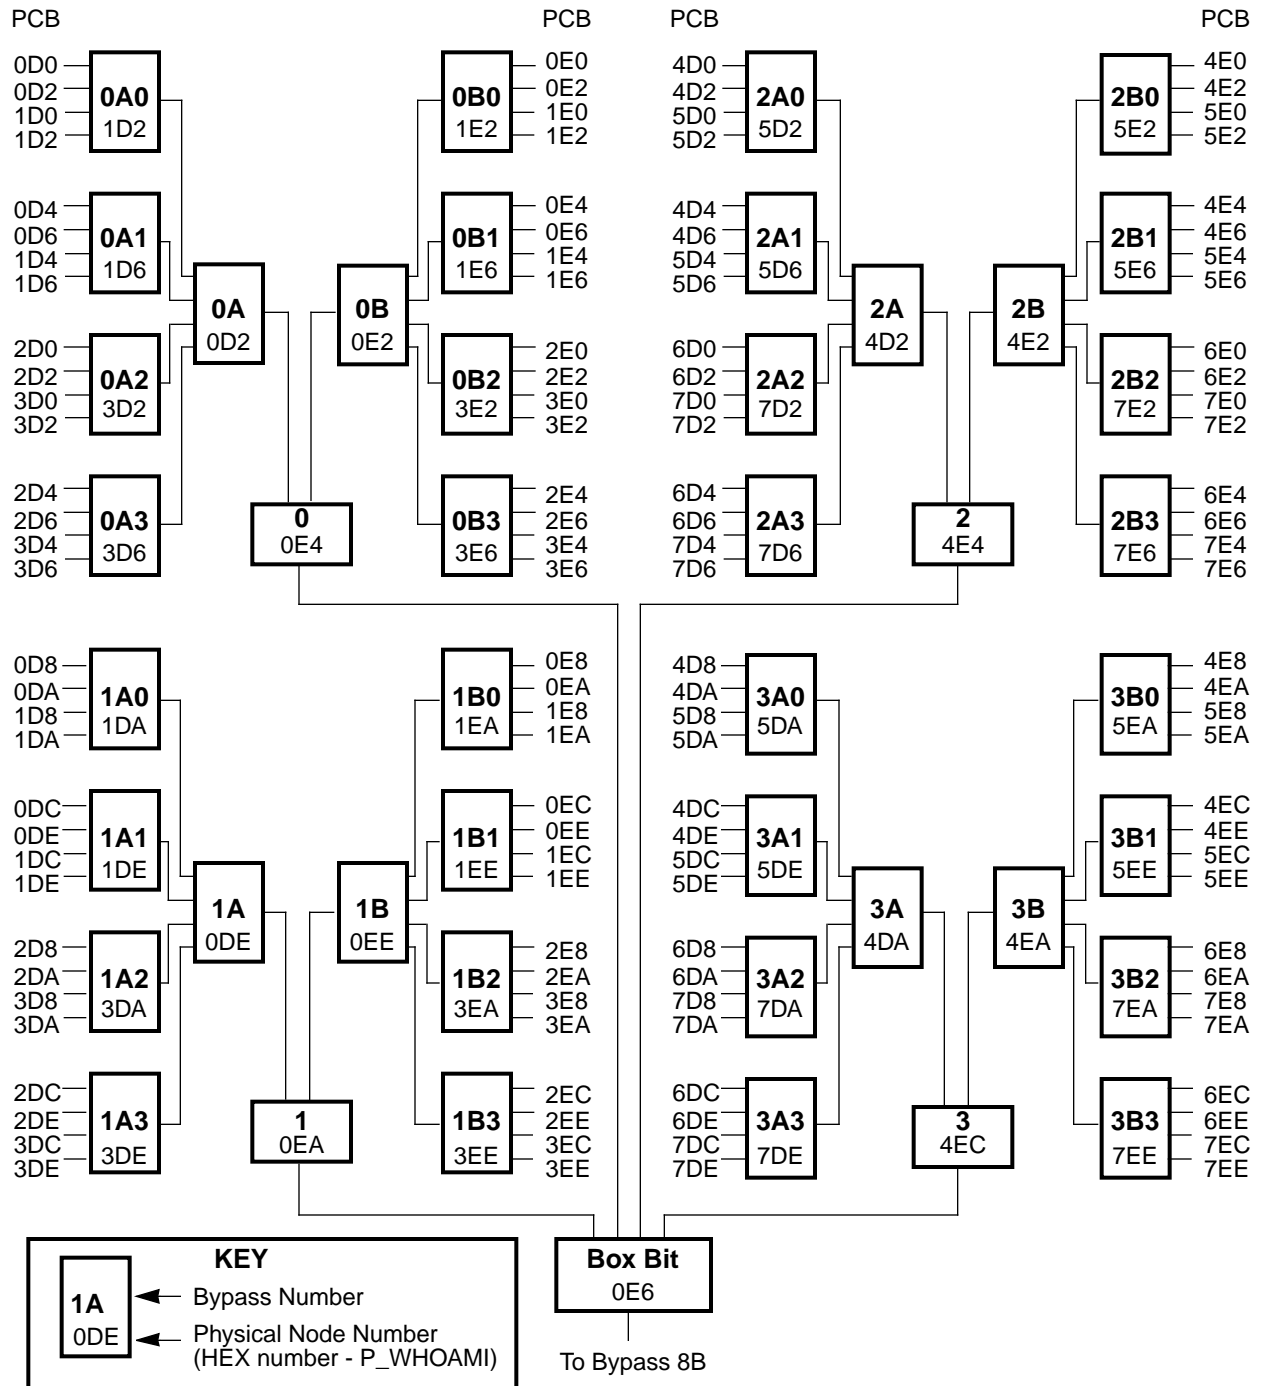 PCB PCB PCB
0D0
0D2
1D0
1D2
0A0
1D2
0B0
1E2
0E0
0E2
1E0
1E2
4D0
4D2
5D0
5D2
2A0
5D2
2B0
5E2
4E0
4E2
5E0
5E2
0D4
0D6
1D4
1D6
0A1
1D6
0B1
1E6
0E4
0E6
1E4
1E6
4D4
4D6
5D4
5D6
2A1
5D6
2B1
5E6
4E4
4E6
5E4
5E6
0A
0D2
0B
0E2
2A
4D2
2B
4E2
2D0
2D2
3D0
3D2
0A2
3D2
0B2
3E2
2E0
2E2
3E0
3E2
6D0
6D2
7D0
7D2
2A2
7D2
2B2
7E2
6E0
6E2
7E0
7E2
2D4
2D6
3D4
3D6
0A3
3D6
0
0E4
0B3
3E6
2E4
2E6
3E4
3E6
6D4
6D6
7D4
7D6
2A3
7D6
2
4E4
2B3
7E6
6E4
6E6
7E4
7E6
0D8
0DA
1D8
1DA
1A0
1DA
1B0
1EA
0E8
0EA
1E8
1EA
4D8
4DA
5D8
5DA
3A0
5DA
3B0
5EA
4E8
4EA
5E8
5EA
0DC
0DE
1DC
1DE
1A1
1DE
1B1
1EE
0EC
0EE
1EC
1EE
4DC
4DE
5DC
5DE
3A1
5DE
3B1
5EE
4EC
4EE
5EC
5EE
1A
0DE
1B
0EE
3A
4DA
3B
4EA
2D8
2DA
3D8
3DA
1A2
3DA
1B2
3EA
2E8
2EA
3E8
3EA
6D8
6DA
7D8
7DA
3A2
7DA
3B2
7EA
6E8
6EA
7E8
7EA
2DC
2DE
3DC
3DE
1A3
3DE
1
0EA
1B3
3EE
2EC
2EE
3EC
3EE
6DC
6DE
7DC
7DE
3A3
7DE
3
4EC
3B3
7EE
6EC
6EE
7EC
7EE
KEY
1A
0DE
Bypass Number
Physical Node Number
(HEX number - P_WHOAMI)
Box Bit
0E6
To Bypass 8B